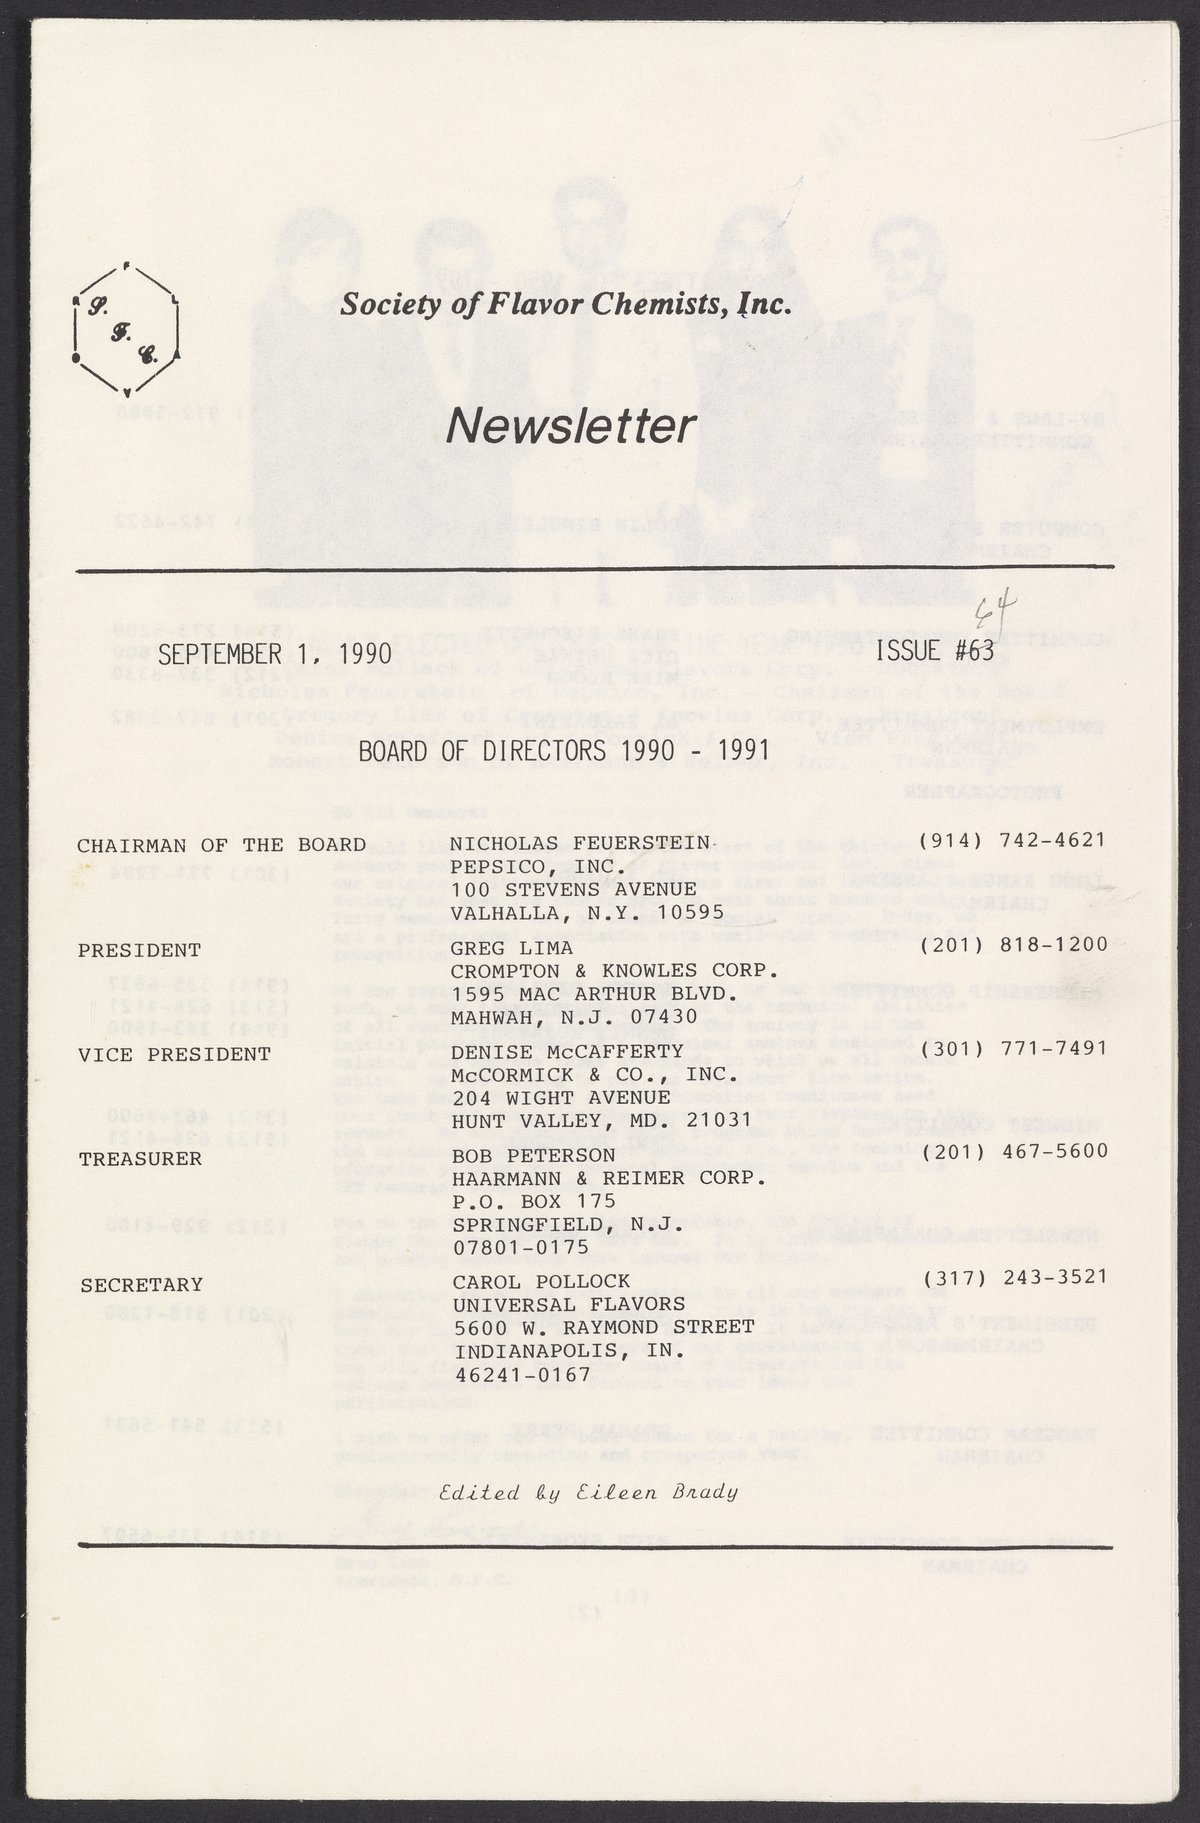 F
L
A
V
O
R
S.
F.
C.
Society of Flavor Chemists, Inc.
Newsletter
64
SEPTEMBER 1, 1990 ISSUE #63
BOARD OF DIRECTORS 1990 - 1991
CHAIRMAN OF THE BOARD NICHOLAS FEUERSTEIN (914) 742-4621
PEPSICO, INC.
100 STEVENS AVENUE
VALHALLA, N.Y. 10595
PRESIDENT GREG LIMA (201) 818-1200
CROMPTON & KNOWLES CORP.
1595 MAC ARTHUR BLVD.
MAHWAH, N.J. 07430
VICE PRESIDENT DENISE McCAFFERTY (301) 771-7491
McCORMICK & CO., INC.
204 WIGHT AVENUE
HUNT VALLEY, MD. 21031
TREASURER BOB PETERSON (201) 467-5600
HAARMANN & REIMER CORP.
P.O. BOX 175
SPRINGFIELD, N.J.
07801-0175
SECRETARY CAROL POLLOCK (317) 243-3521
UNIVERSAL FLAVORS
5600 W. RAYMOND STREET
INDIANAPOLIS, IN.
46241-0167
Edited by Eileen Brady